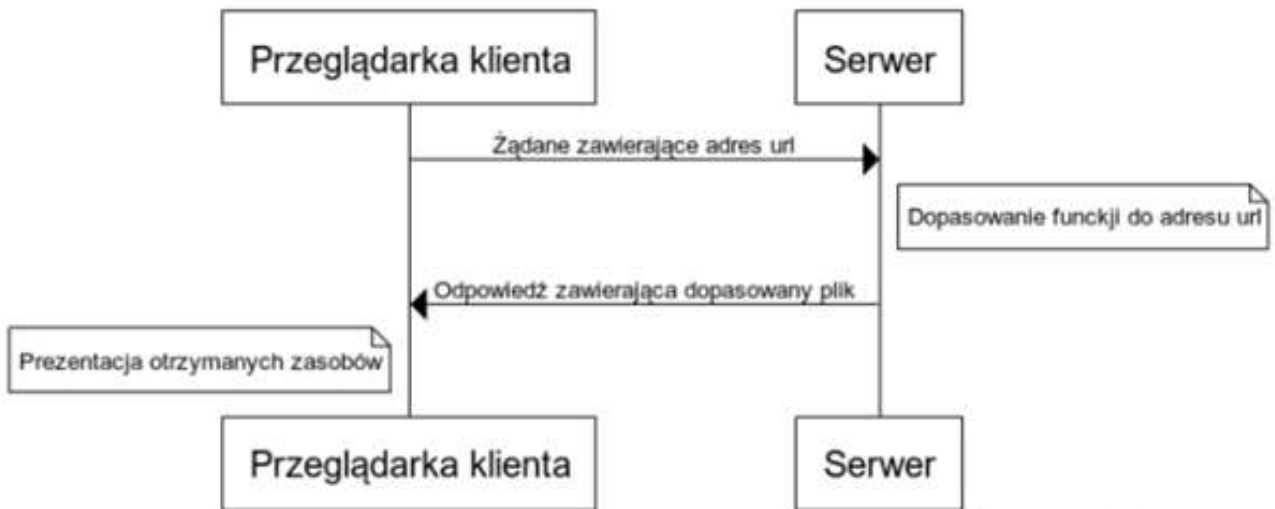 Przeglądarka klienta
Serwer
Żądane zawierające adres url
Dopasowanie funckji do adresu url
Odpowiedź zawierająca dopasowany plik
Prezentacja otrzymanych zasobów
Przeglądarka klienta
Serwer